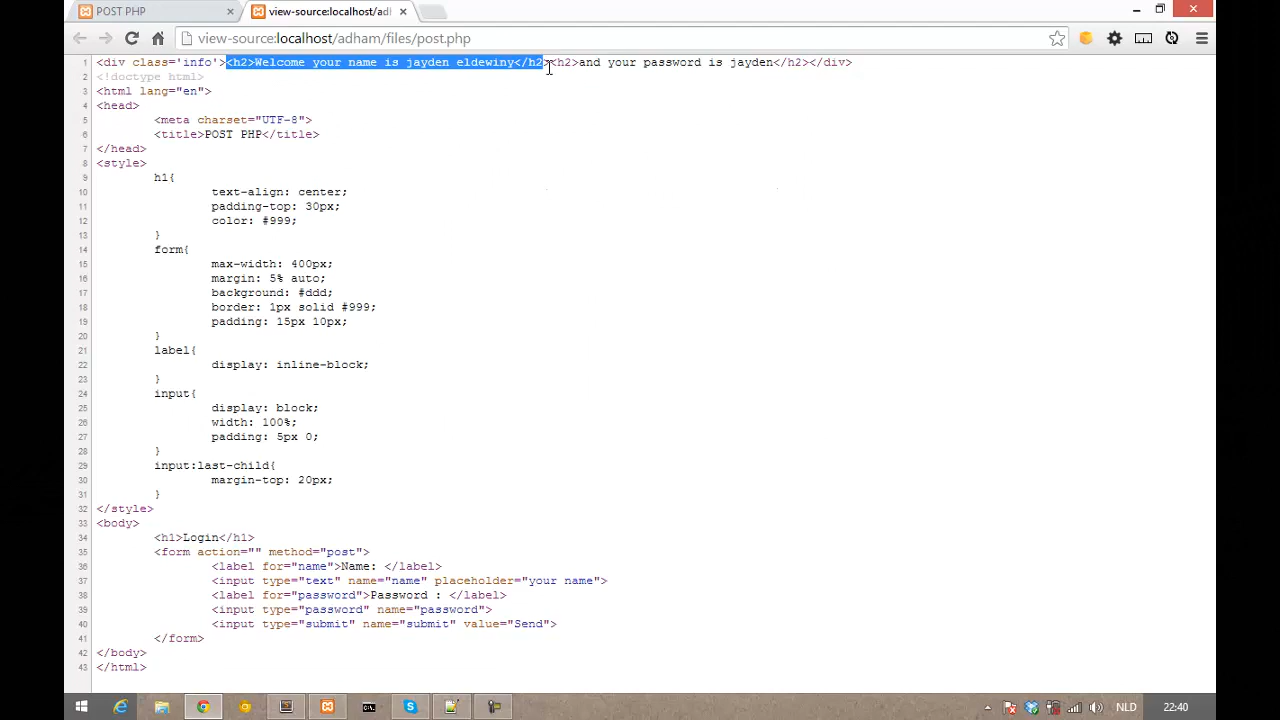 POST PHP
view-source:localhost/adh
view-source:localhost/adham/files/post.php
1 <div class='info'><h2>Welcome your name is jayden eldewiny</h2><h2>and your password is jayden</h2></div>
2 <!doctype html>
3 <html lang="en">
4 <head>
5 <meta charset="UTF-8">
6 <title>POST PHP</title>
7 </head>
8 <style>
9 h1{
10 text-align: center;
11 padding-top: 30px;
12 color: #999;
13 }
14 form{
15 max-width: 400px;
16 margin: 5% auto;
17 background: #ddd;
18 border: 1px solid #999;
19 padding: 15px 10px;
20 }
21 label{
22 display: inline-block;
23 }
24 input{
25 display: block;
26 width: 100%;
27 padding: 5px 0;
28 }
29 input:last-child{
30 margin-top: 20px;
31 }
32 </style>
33 <body>
34 <h1>Login</h1>
35 <form action="" method="post">
36 <label for="name">Name: </label>
37 <input type="text" name="name" placeholder="your name">
38 <label for="password">Password : </label>
39 <input type="password" name="password">
40 <input type="submit" name="submit" value="Send">
41 </form>
42 </body>
43 </html>
NLD
22:40